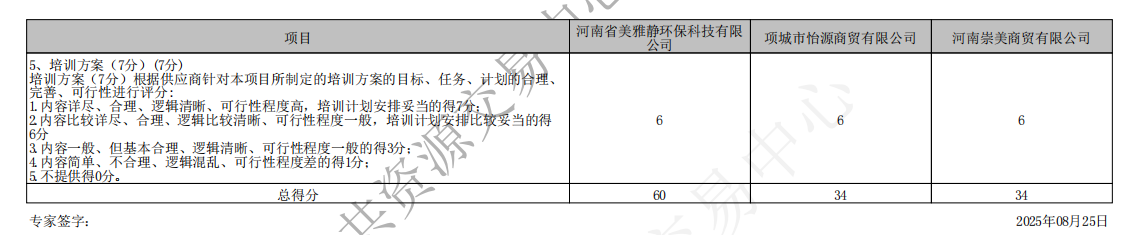 项目
河南省美雅静环保科技有限
公司
项城市怡源商贸有限公司
河南崇美商贸有限公司
5、培训方案（7分）(7分)
培训方案（7分）根据供应商针对本项目所制定的培训方案的目标、任务、计划的合理、
完善、可行性进行评分:
1.内容详尽、合理、逻辑清晰、可行性程度高，培训计划安排妥当的得7分；
2.内容比较详尽、合理、逻辑比较清晰、可行性程度一般，培训计划安排比较妥当的得
6分
3.内容一般、但基本合理、逻辑清晰、可行性程度一般的得3分；
4.内容简单、不合理、逻辑混乱、可行性程度差的得1分；
5.不提供得0分。
6
6
6
总得分
60
34
34
专家签字：
2025年08月25日
共资源交易中心
交易中心